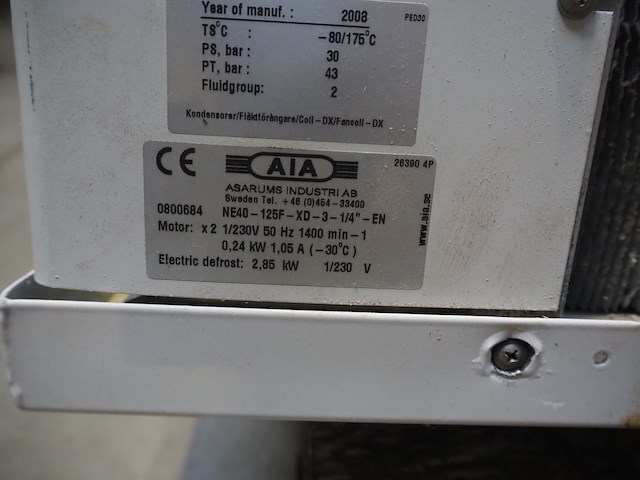 Year of manuf. : 2008
PED30
TS°C : -80/175°C
PS, bar : 30
PT, bar : 43
Fluidgroup: 2
Kondensorer/Fläktförångare/Coil-DX/Fancoil-DX
CE AIA 26390 4P
ASARUMS INDUSTRI AB
Sweden Tel. +46 (0)454-33400
0800684 NE40-125F-XD-3-1/4"-EN
Motor: x 2 1/230V 50 Hz 1400 min-1
0,24 kW 1,05 A (-30°C)
Electric defrost: 2,85 kW 1/230 V
www.aia.se